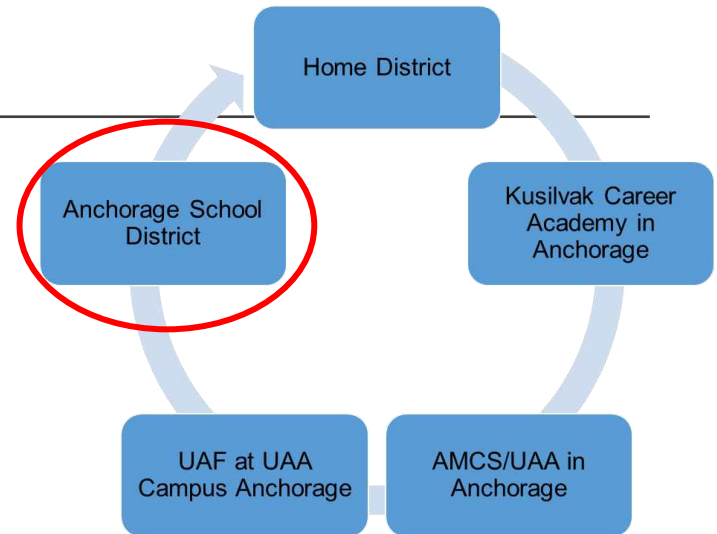 Home District
Kusilvak Career
Academy in
Anchorage
AMCS/UAA in
Anchorage
UAF at UAA
Campus Anchorage
Anchorage School
District